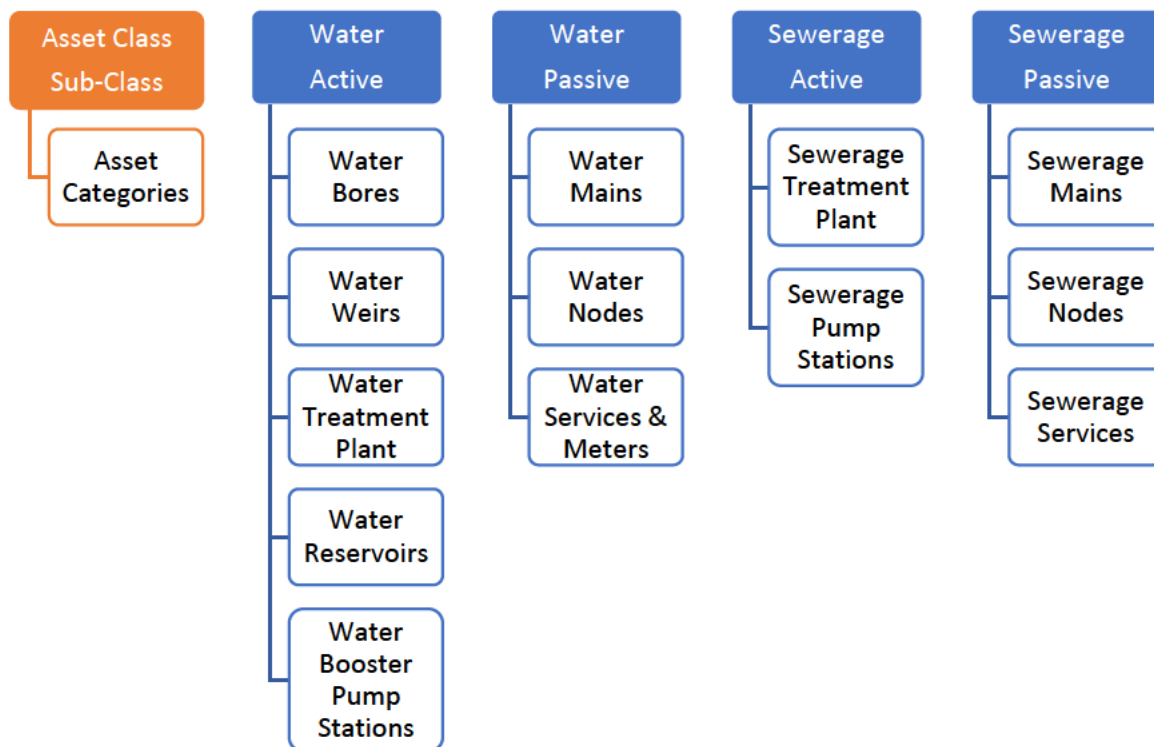 Asset Class
Sub-Class
Asset
Categories
Water
Active
Water
Bores
Water
Weirs
Water
Treatment
Plant
Water
Reservoirs
Water
Booster
Pump
Stations
Water
Passive
Water
Mains
Water
Nodes
Water
Services &
Meters
Sewerage
Active
Sewerage
Treatment
Plant
Sewerage
Pump
Stations
Sewerage
Passive
Sewerage
Mains
Sewerage
Nodes
Sewerage
Services